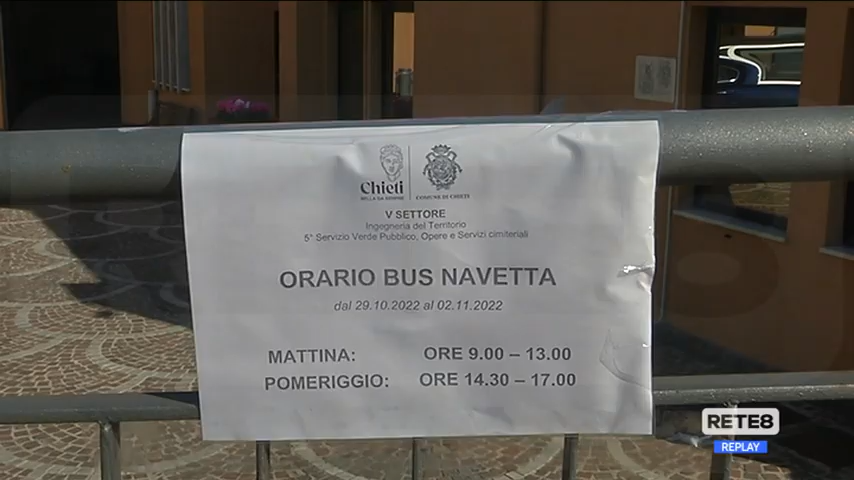 Chieti
BELLA DA SEMPRE
COMUNE DI CHIETI
V SETTORE
Ingegneria del Territorio
5° Servizio Verde Pubblico, Opere e Servizi cimiteriali
ORARIO BUS NAVETTA
dal 29.10.2022 al 02.11.2022
MATTINA: ORE 9.00 – 13.00
POMERIGGIO: ORE 14.30 – 17.00
RETE8
REPLAY